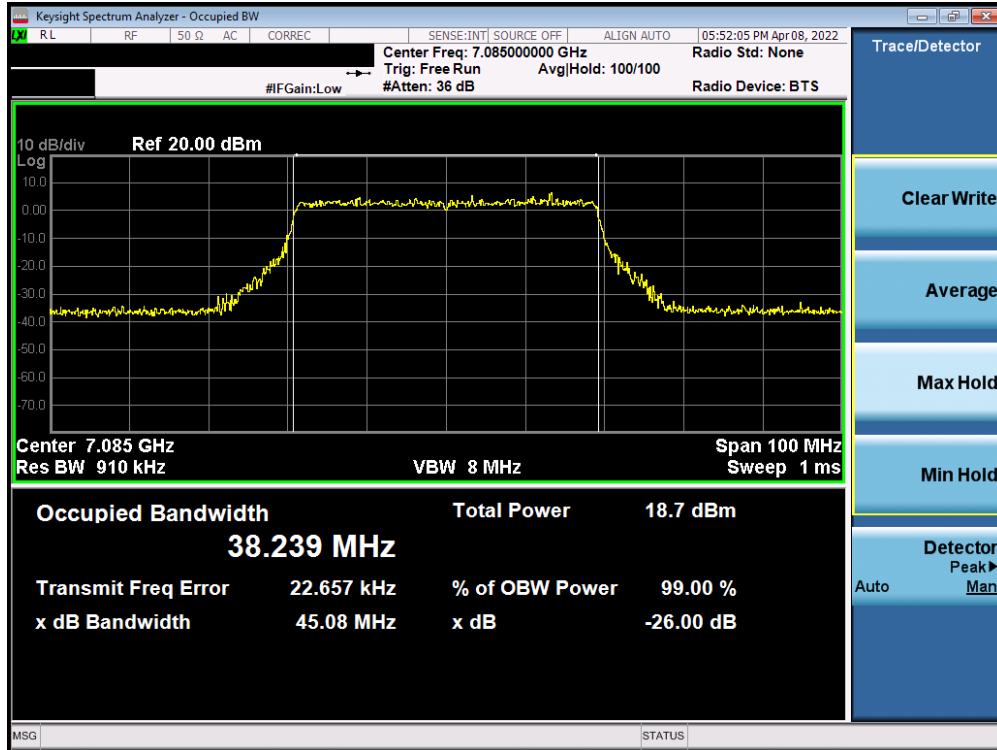 Keysight Spectrum Analyzer - Occupied BW
LXI RL RF 50 Ω AC CORREC SENSE:INT SOURCE OFF ALIGN AUTO 05:52:05 PM Apr 08, 2022
Center Freq: 7.085000000 GHz Radio Std: None
Trig: Free Run Avg|Hold: 100/100
#IFGain:Low #Atten: 36 dB Radio Device: BTS
Trace/Detector
10 dB/div Ref 20.00 dBm
Log
10.0
0.00
-10.0
-20.0
-30.0
-40.0
-50.0
-60.0
-70.0
Center 7.085 GHz Span 100 MHz
Res BW 910 kHz VBW 8 MHz Sweep 1 ms
Occupied Bandwidth Total Power 18.7 dBm
38.239 MHz
Transmit Freq Error 22.657 kHz % of OBW Power 99.00 %
x dB Bandwidth 45.08 MHz x dB -26.00 dB
Clear Write
Average
Max Hold
Min Hold
Detector
Peak▶
Auto Man
MSG STATUS